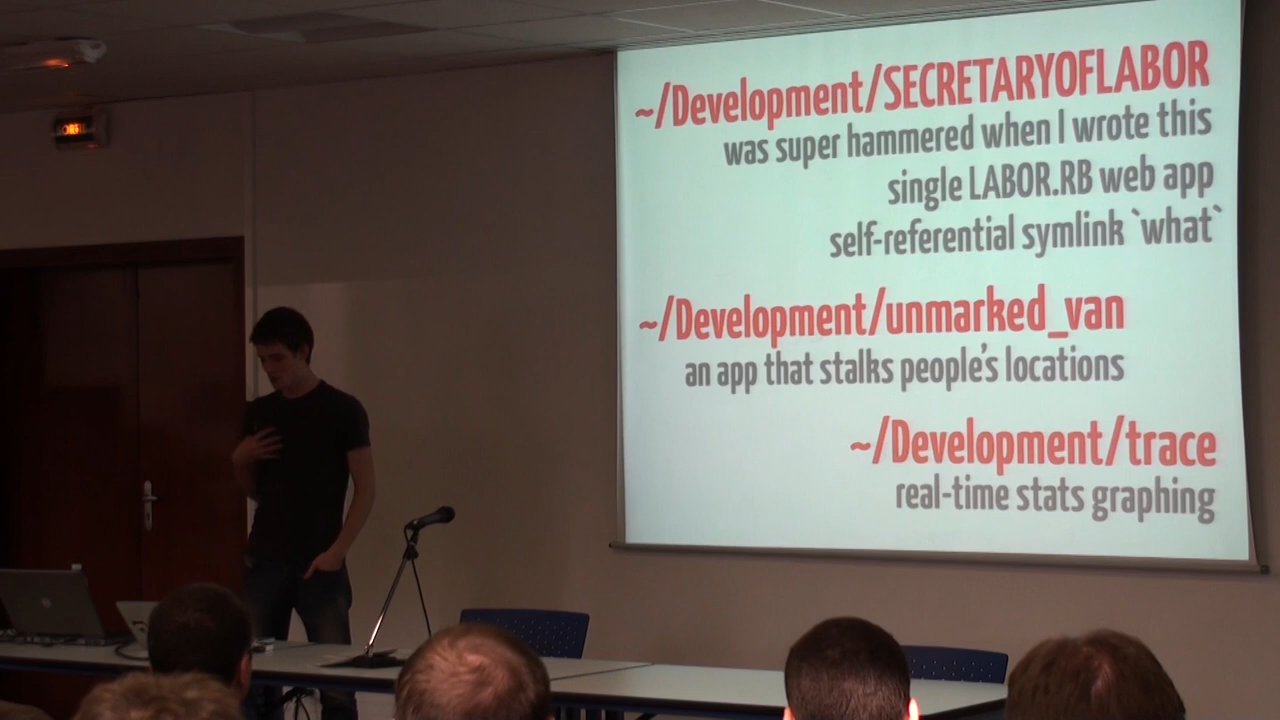 ~/Development/SECRETARYOFLABOR
was super hammered when I wrote this
single LABOR.RB web app
self-referential symlink `what`
~/Development/unmarked_van
an app that stalks people's locations
~/Development/trace
real-time stats graphing
SORTIE